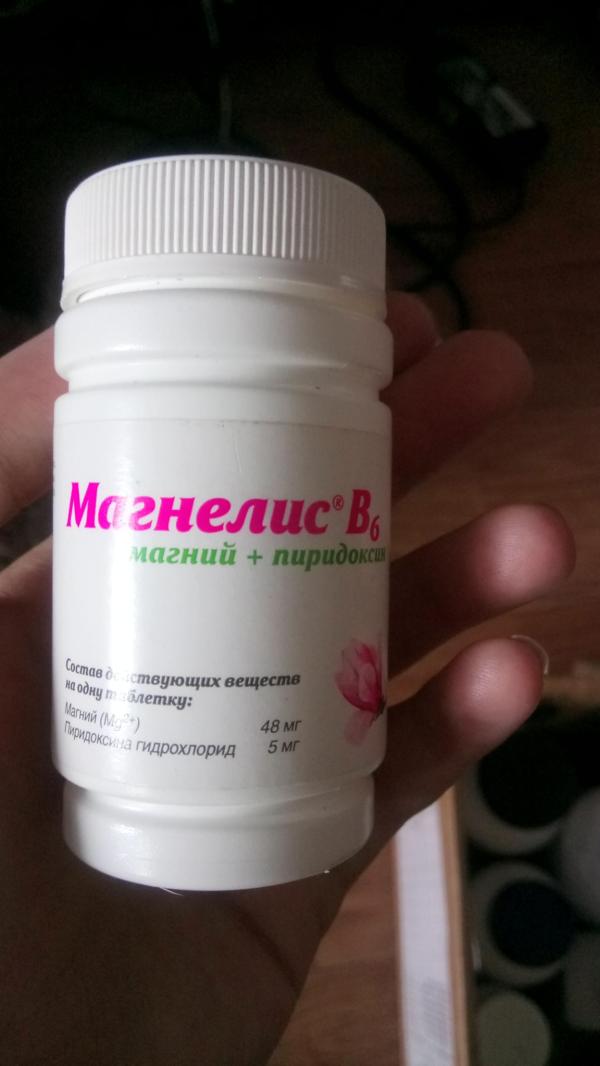 Магнелис® B6
магний + пиридоксин
Состав действующих веществ
на одну таблетку:
Магний (Mg2+) 48 мг
Пиридоксина гидрохлорид 5 мг